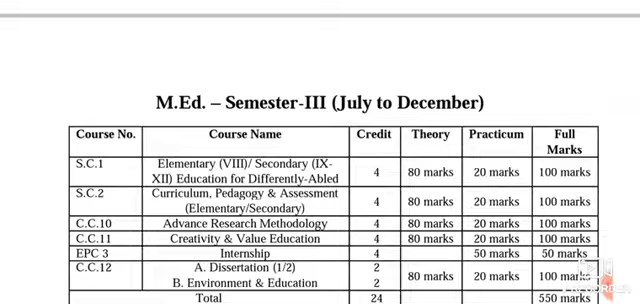 M.Ed. – Semester-III (July to December)
Course No. Course Name Credit Theory Practicum Full
Marks
S.C.1 Elementary (VIII)/ Secondary (IX-
XII) Education for Differently-Abled 4 80 marks 20 marks 100 marks
S.C.2 Curriculum, Pedagogy & Assessment
(Elementary/Secondary) 4 80 marks 20 marks 100 marks
C.C.10 Advance Research Methodology 4 80 marks 20 marks 100 marks
C.C.11 Creativity & Value Education 4 80 marks 20 marks 100 marks
EPC 3 Internship 4 50 marks 50 marks
C.C.12 A. Dissertation (1/2) 2
B. Environment & Education 2 80 marks 20 marks 100 marks
Total 24 550 marks